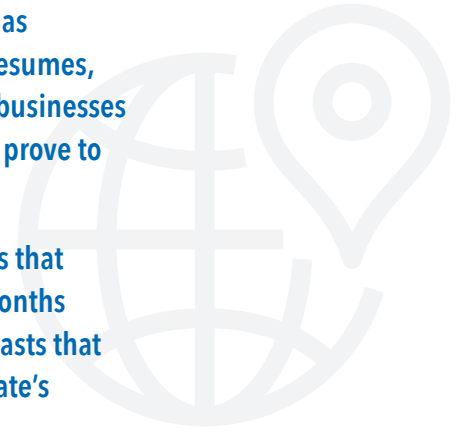 as
esumes,
businesses
prove to
s that
onths
asts that
ate's